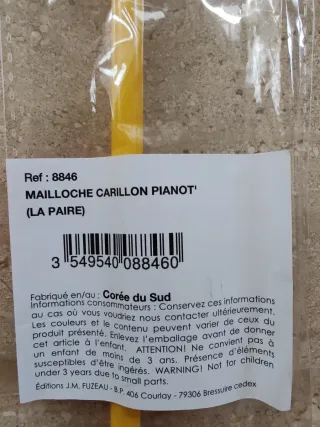 Ref : 8846
MAILLOCHE CARILLON PIANOT'
(LA PAIRE)
3 549540 088460
Fabriqué en/au : Corée du Sud
Informations consommateurs : Conservez ces informations
au cas où vous voudriez nous contacter ultérieurement.
Les couleurs et le contenu peuvent varier de ceux du
produit présenté. Enlevez l'emballage avant de donner
cet article à l'enfant. ATTENTION! Ne convient pas à
un enfant de moins de 3 ans. Présence d'éléments
susceptibles d'être ingérés. WARNING! Not for children
under 3 years due to small parts.
Éditions J.M. FUZEAU - B.P. 406 Courlay - 79306 Bressuire cedex